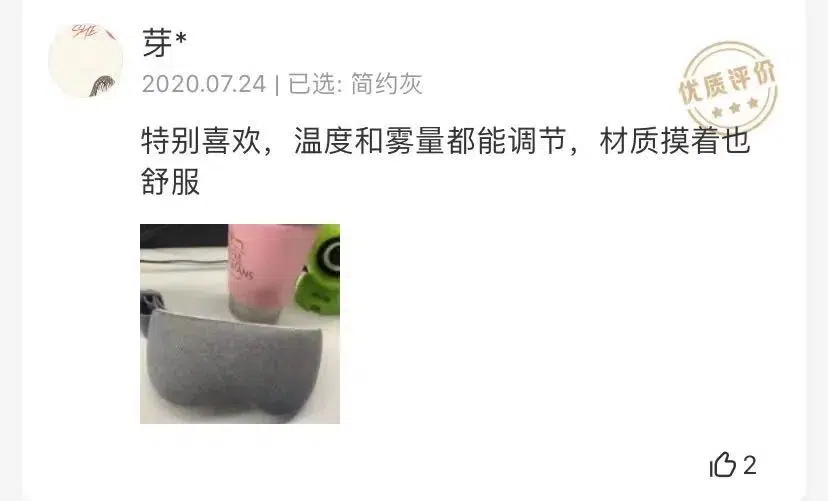 芽*
2020.07.24 | 已选: 简约灰
优质评价
特别喜欢，温度和雾量都能调节，材质摸着也
舒服
2